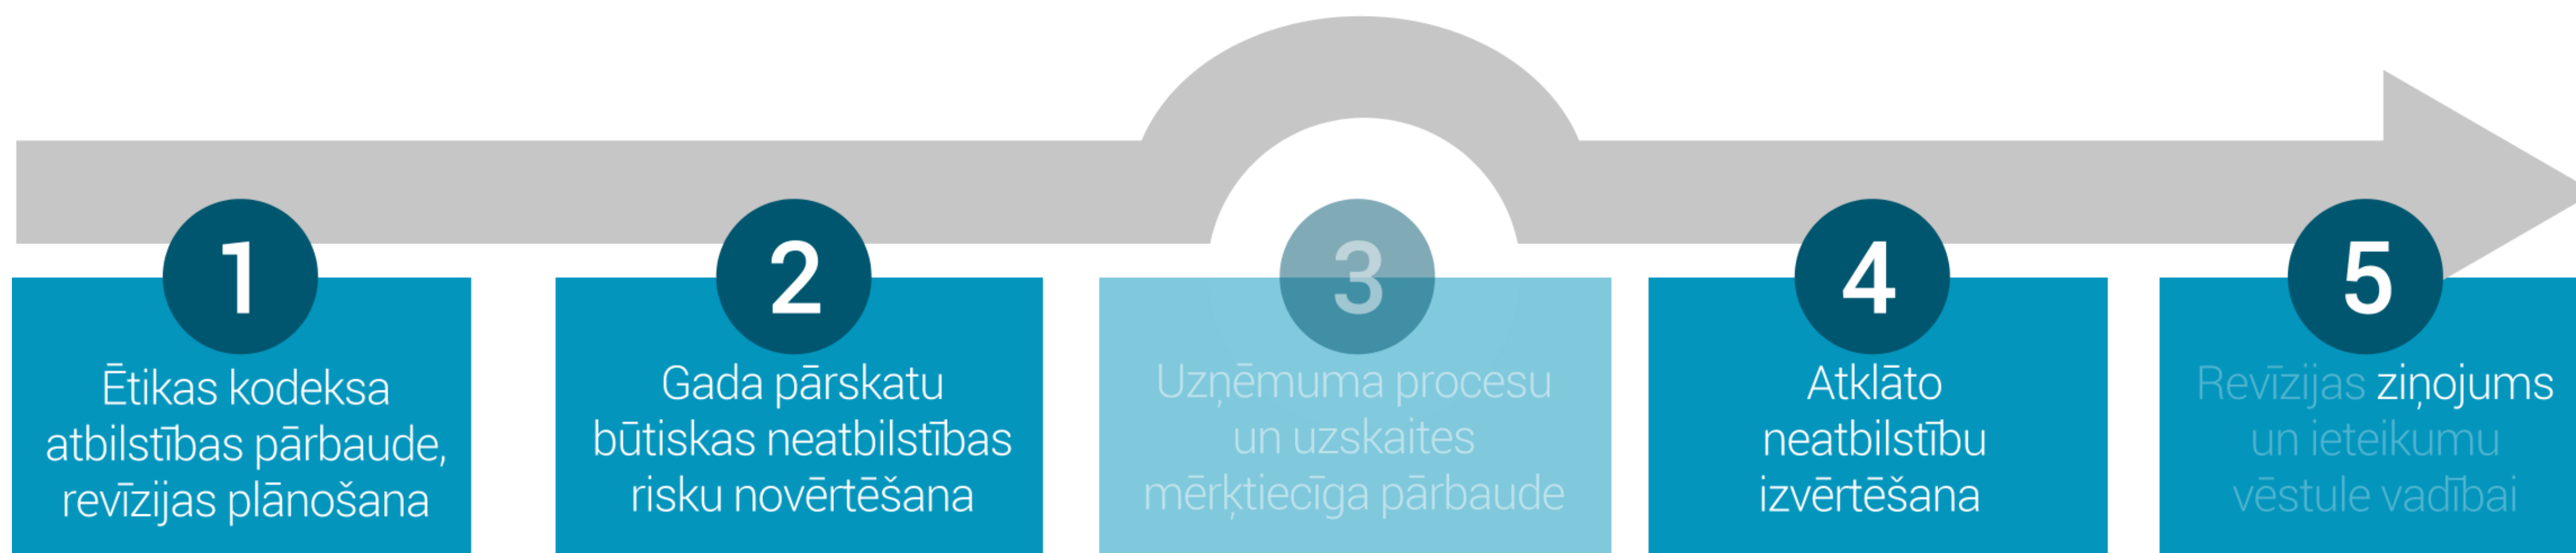 1
Ētikas kodeksa
atbilstības pārbaude,
revīzijas plānošana
2
Gada pārskatu
būtiskas neatbilstības
risku novērtēšana
3
Uzņēmuma procesu
un uzskaites
mērķtiecīga pārbaude
4
Atklāto
neatbilstību
izvērtēšana
5
Revīzijas ziņojums
un ieteikumu
vēstule vadībai